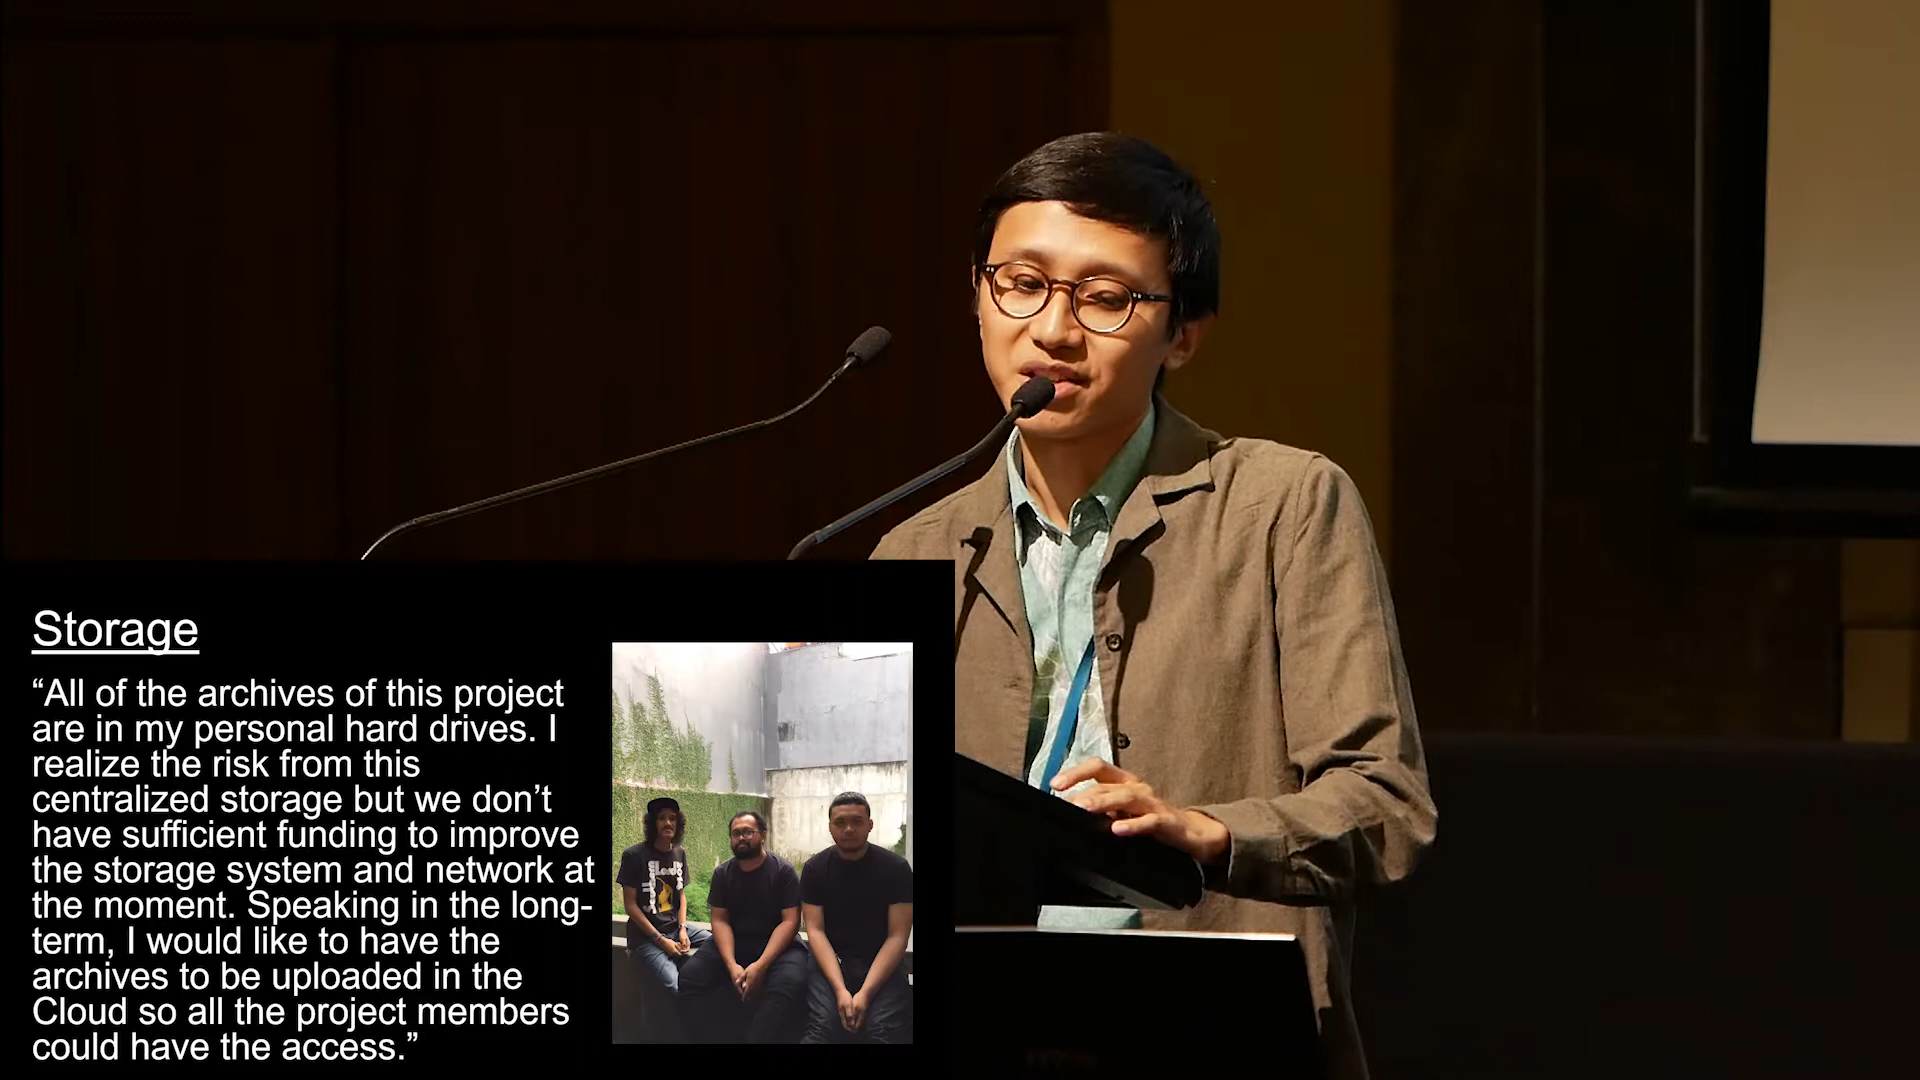 Storage
“All of the archives of this project
are in my personal hard drives. I
realize the risk from this
centralized storage but we don’t
have sufficient funding to improve
the storage system and network at
the moment. Speaking in the long-
term, I would like to have the
archives to be uploaded in the
Cloud so all the project members
could have the access.”